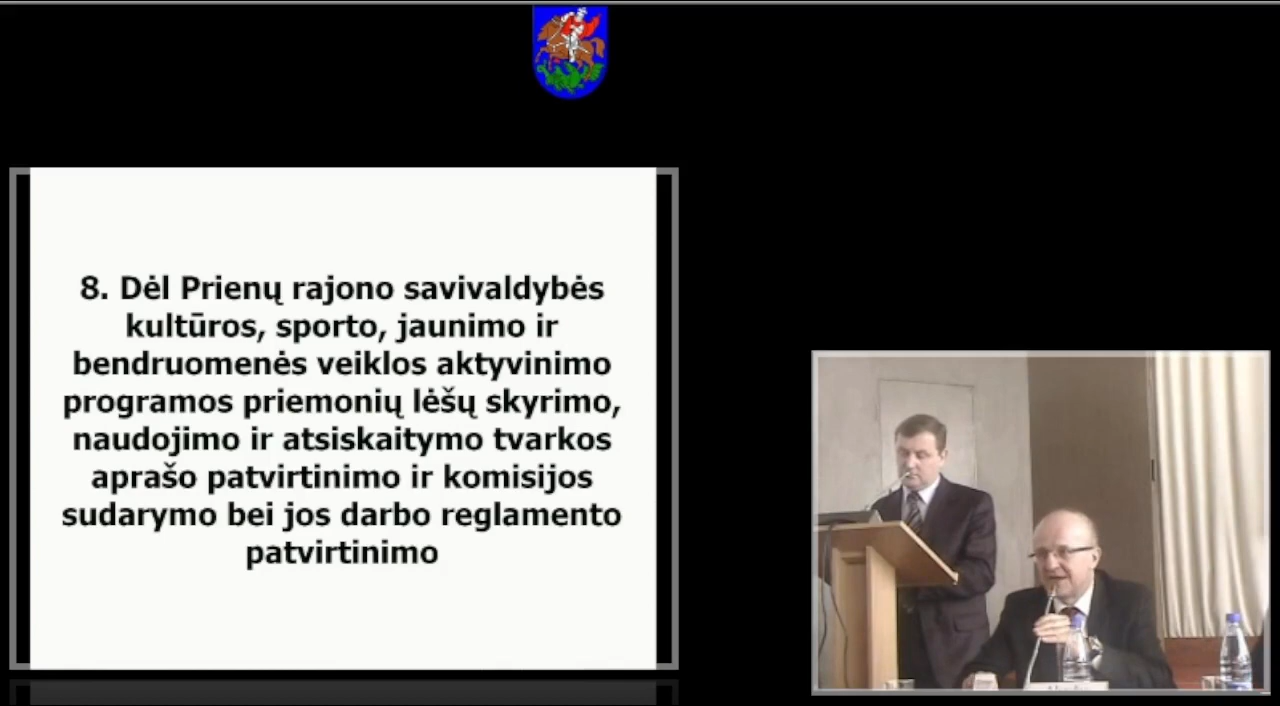 8. Dėl Prienų rajono savivaldybės
kultūros, sporto, jaunimo ir
bendruomenės veiklos aktyvinimo
programos priemonių lėšų skyrimo,
naudojimo ir atsiskaitymo tvarkos
aprašo patvirtinimo ir komisijos
sudarymo bei jos darbo reglamento
patvirtinimo